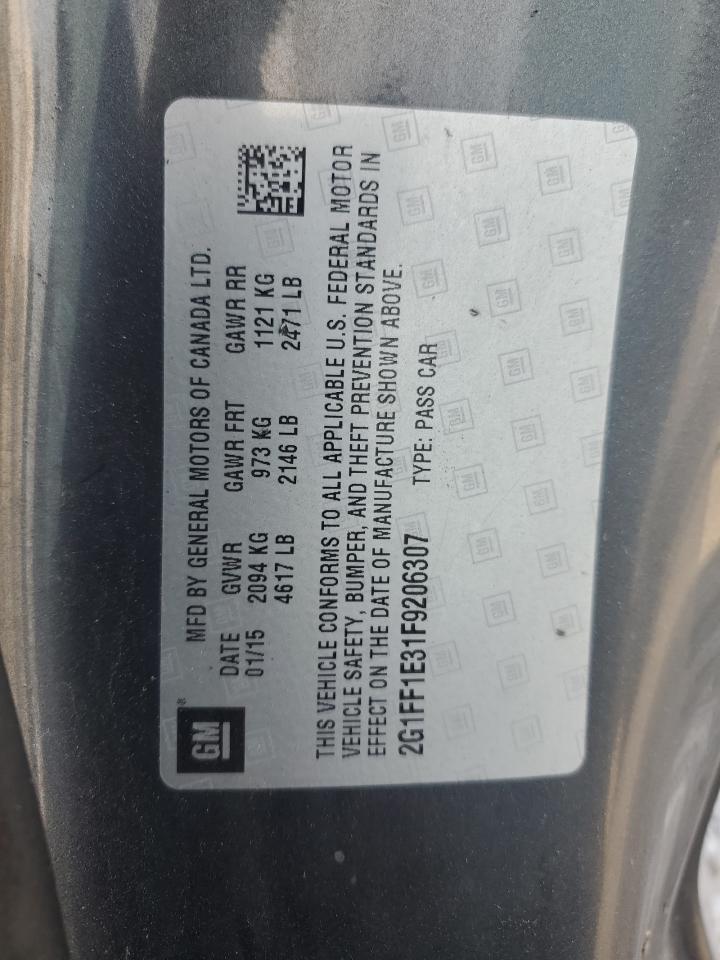 GM®
MFD BY GENERAL MOTORS OF CANADA LTD.
DATE GVWR GAWR FRT GAWR RR
01/15 2094 KG 973 KG 1121 KG
4617 LB 2146 LB 2471 LB
THIS VEHICLE CONFORMS TO ALL APPLICABLE U.S. FEDERAL MOTOR
VEHICLE SAFETY, BUMPER, AND THEFT PREVENTION STANDARDS IN
EFFECT ON THE DATE OF MANUFACTURE SHOWN ABOVE.
2G1FF1E31F9206307 TYPE: PASS CAR